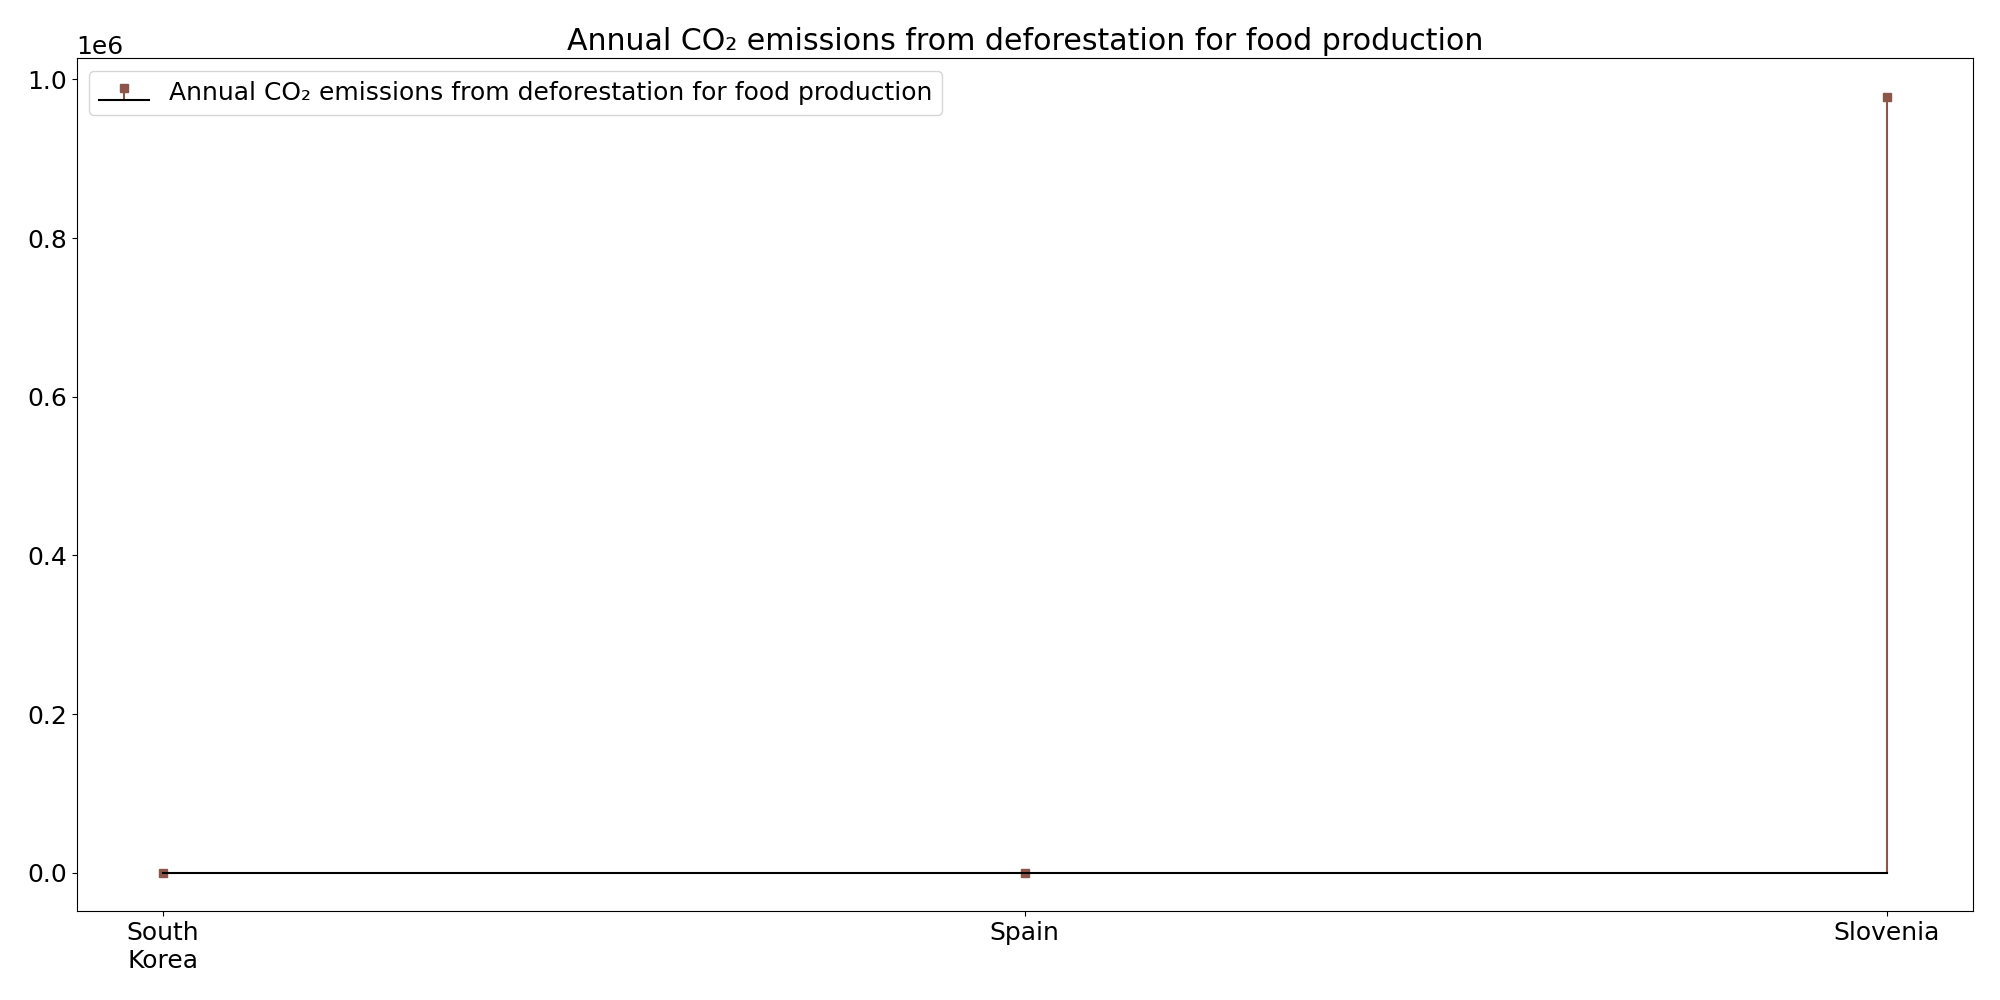 Annual CO₂ emissions from deforestation for food production
1e6
Annual CO₂ emissions from deforestation for food production
1.0
0.8
0.6
0.4
0.2
0.0
South
Korea
Spain
Slovenia